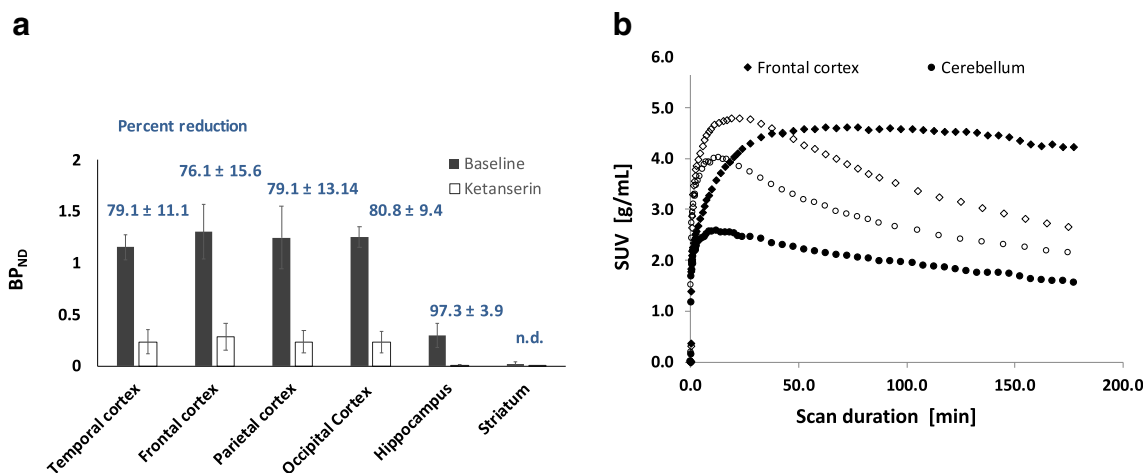 a
Percent reduction
Baseline
Ketanserin
79.1 ± 11.1
76.1 ± 15.6
79.1 ± 13.14
80.8 ± 9.4
97.3 ± 3.9
n.d.
BPND
2
1.5
1
0.5
0
Temporal cortex
Frontal cortex
Parietal cortex
Occipital Cortex
Hippocampus
Striatum
b
Frontal cortex
Cerebellum
SUV [g/mL]
6.0
5.0
4.0
3.0
2.0
1.0
0.0
0.0
50.0
100.0
150.0
200.0
Scan duration [min]